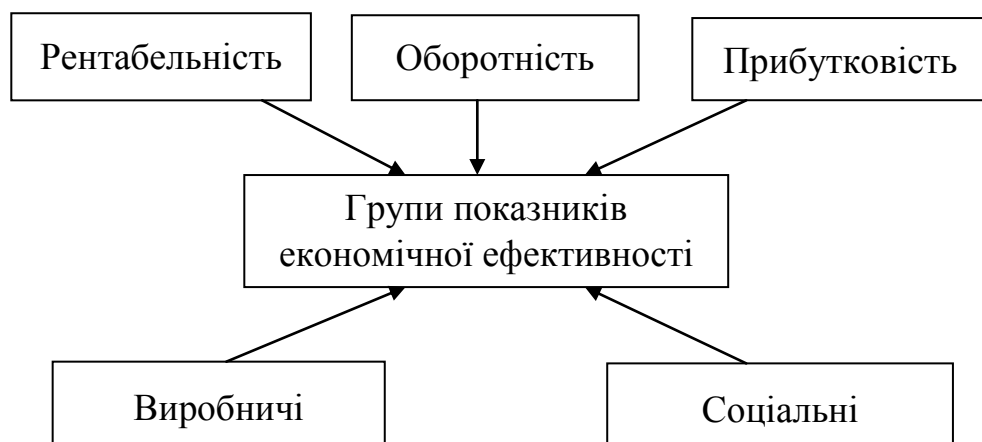 Рентабельність
Оборотність
Прибутковість
Групи показників
економічної ефективності
Виробничі
Соціальні